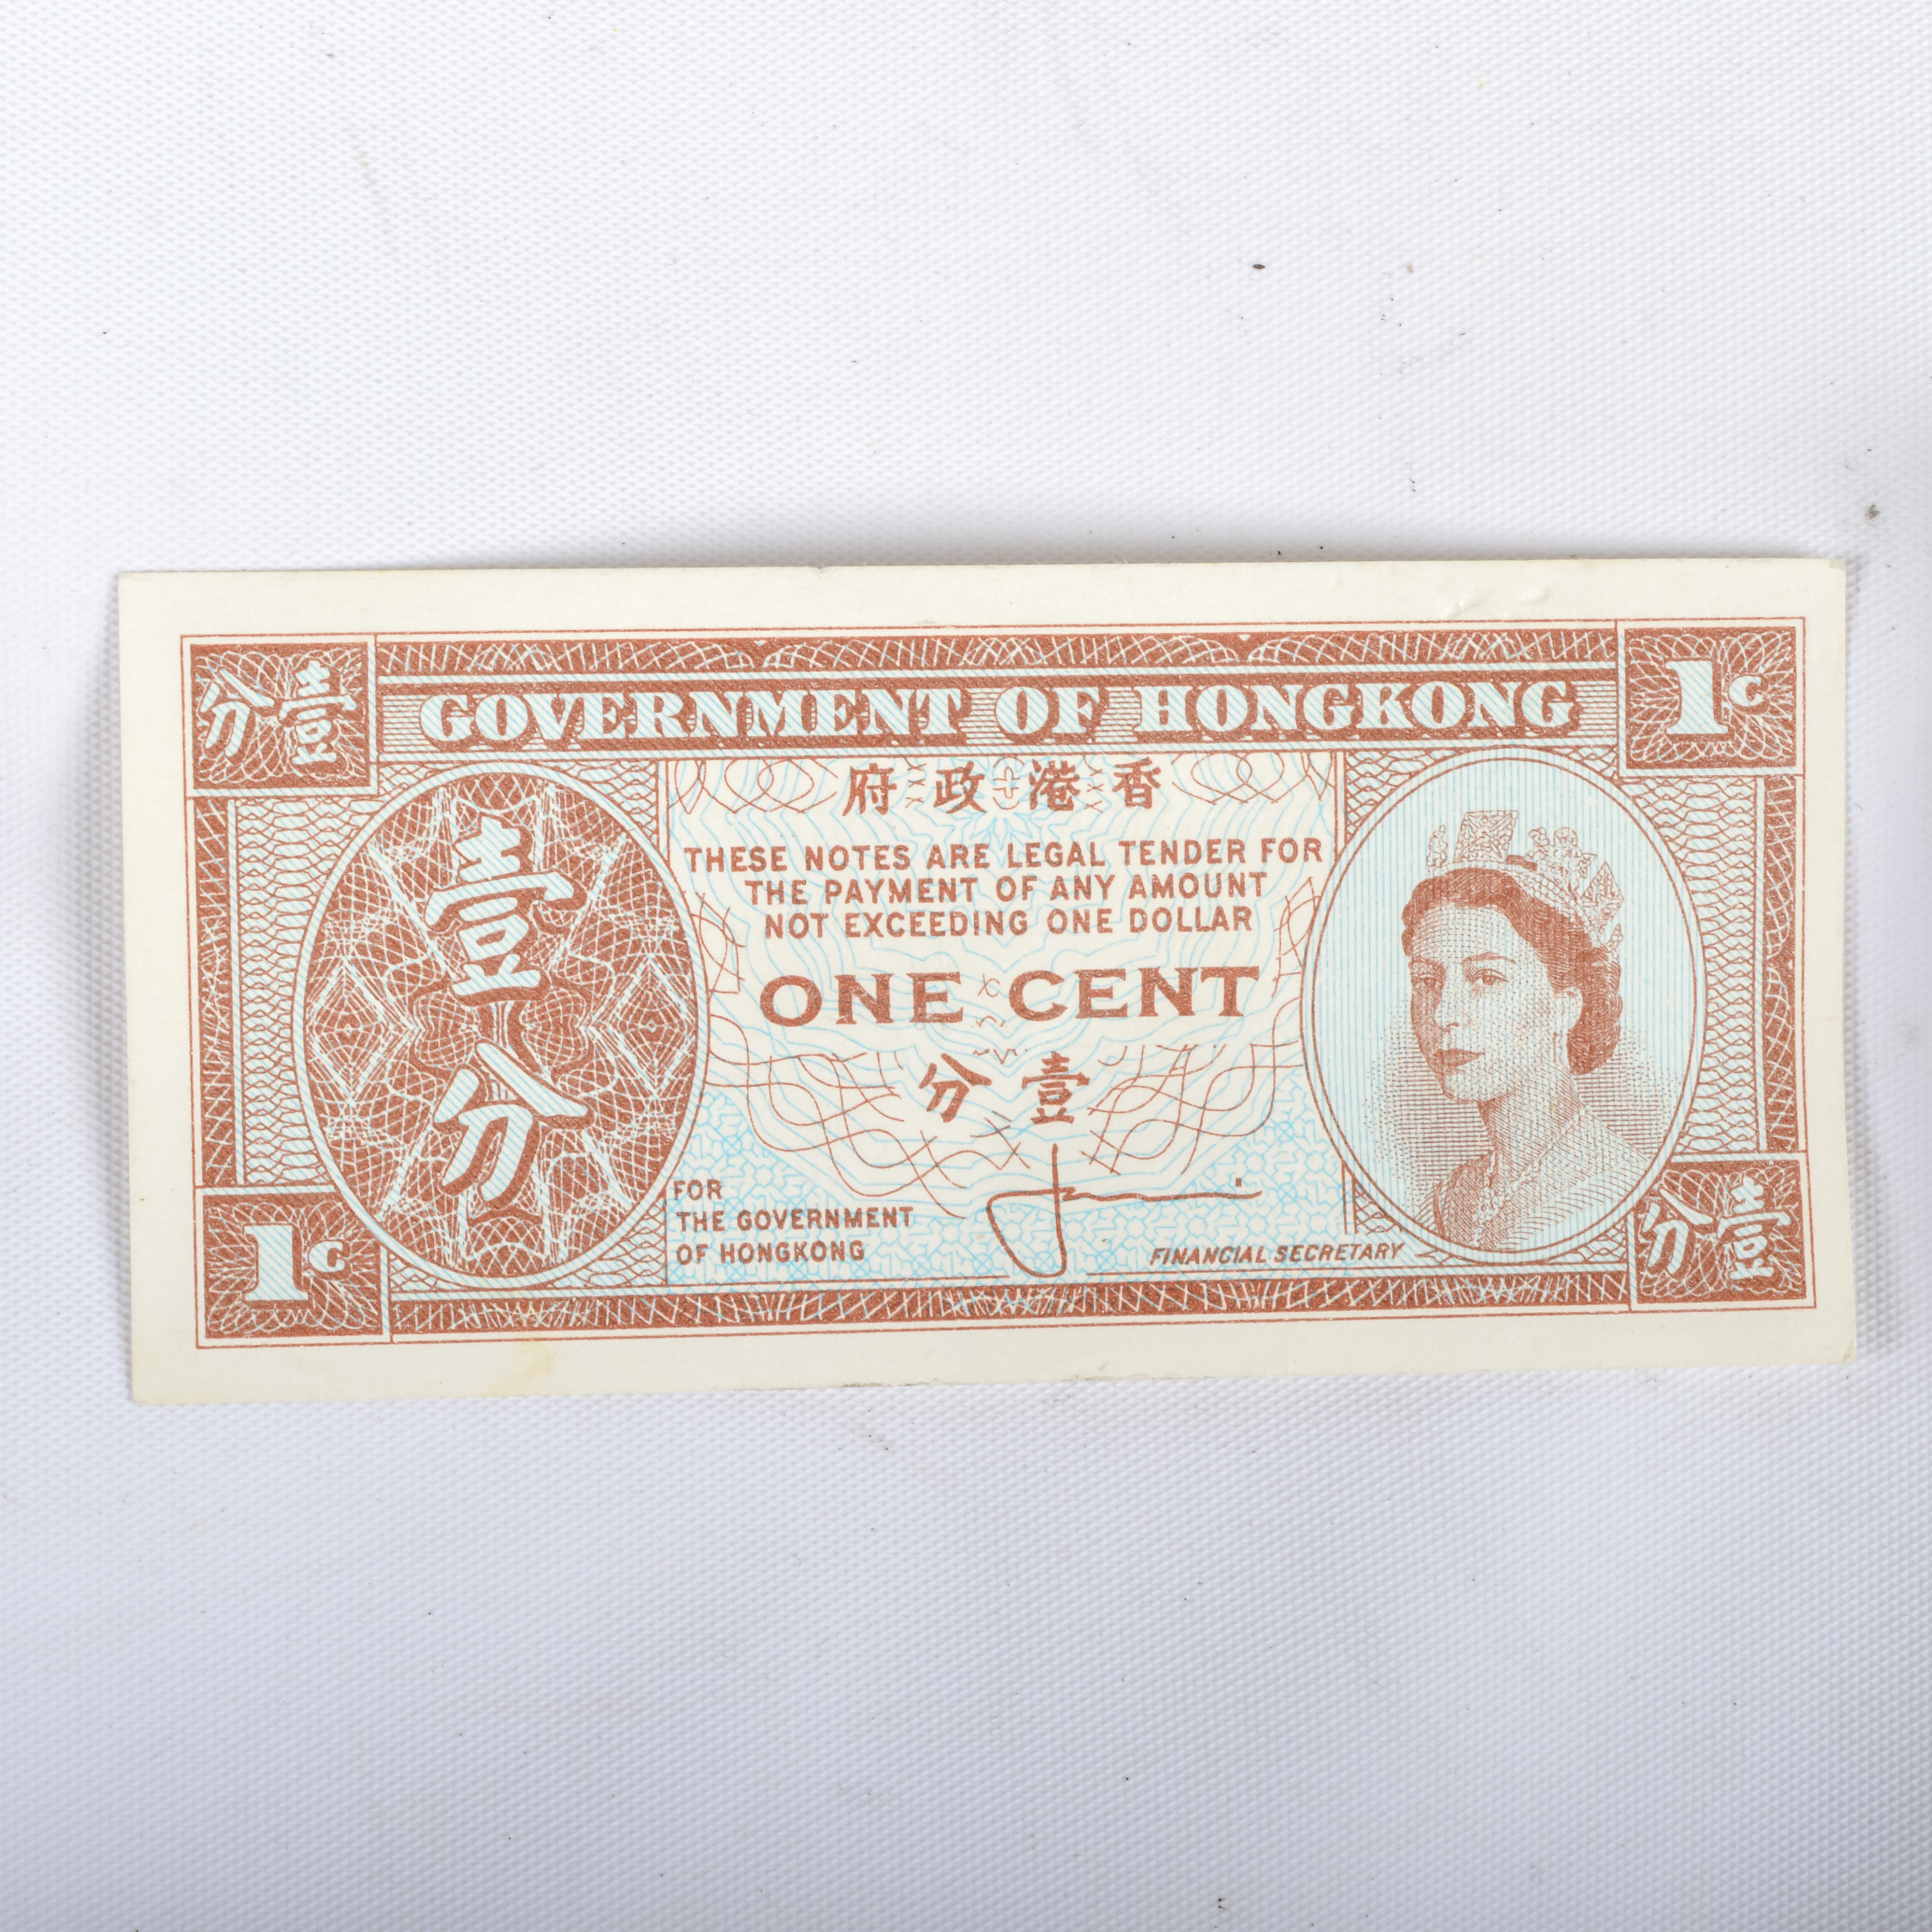 分壹
GOVERNMENT OF HONGKONG
1C
府政港香
THESE NOTES ARE LEGAL TENDER FOR
THE PAYMENT OF ANY AMOUNT
NOT EXCEEDING ONE DOLLAR
壹
分
ONE CENT
分壹
FOR
THE GOVERNMENT
OF HONGKONG
FINANCIAL SECRETARY
1C
分壹